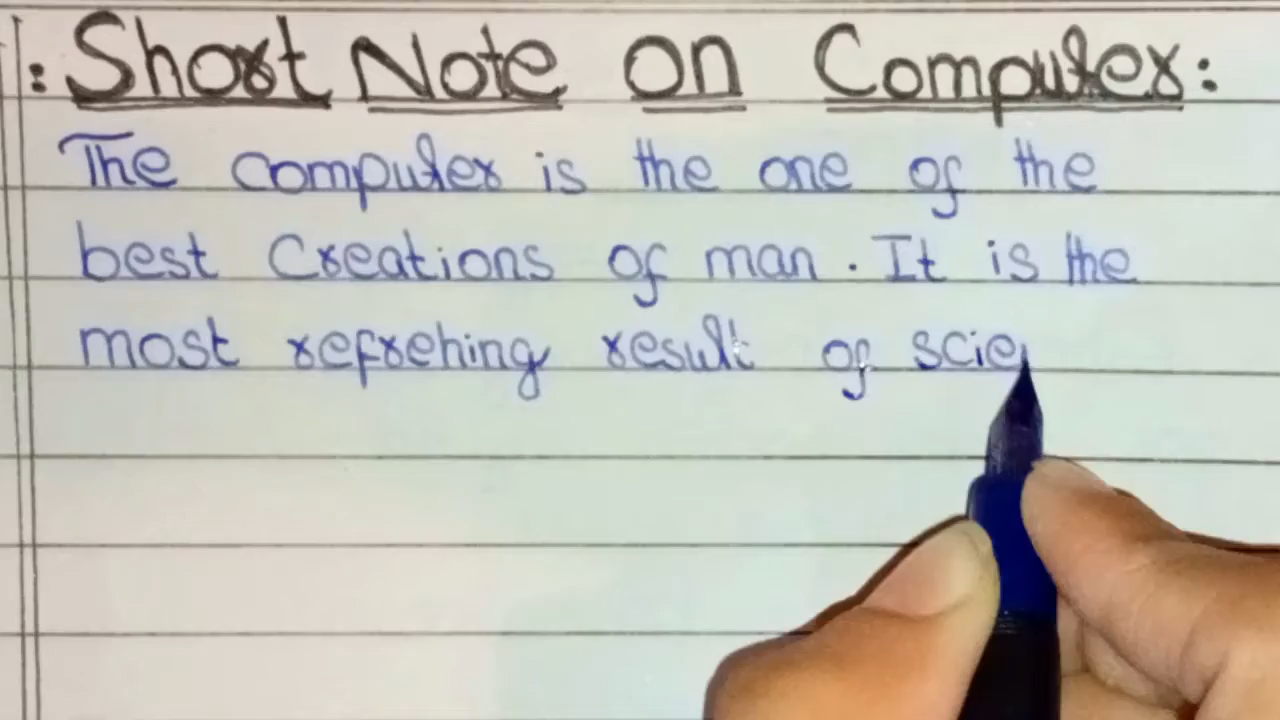 : Short Note on Computer :
The computer is the one of the
best Creations of man. It is the
most refrehing result of scie